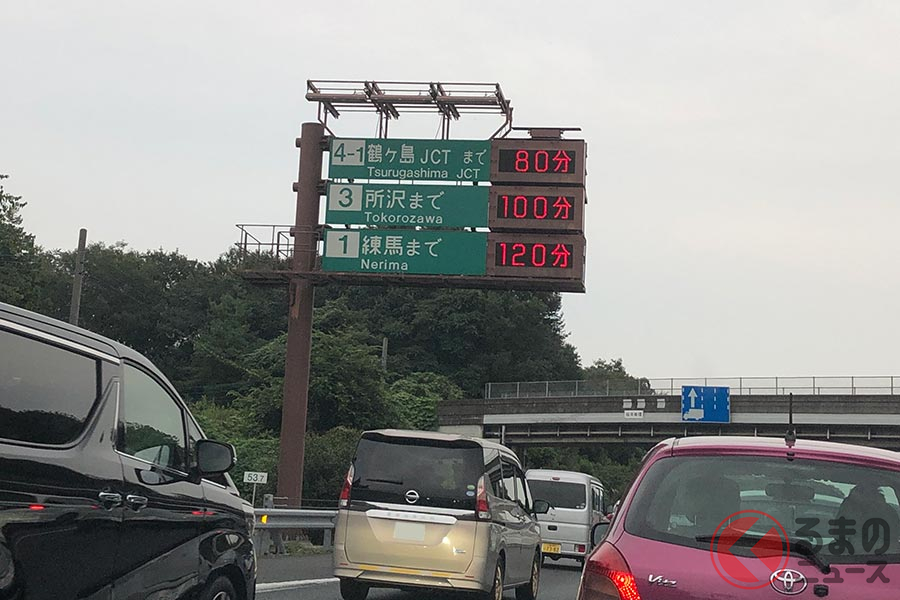 4-1 鶴ヶ島 JCT まで 80分
Tsurugashima JCT
3 所沢まで 100分
Tokorozawa
1 練馬まで 120分
Nerima
53.7
くるまの
ニュース